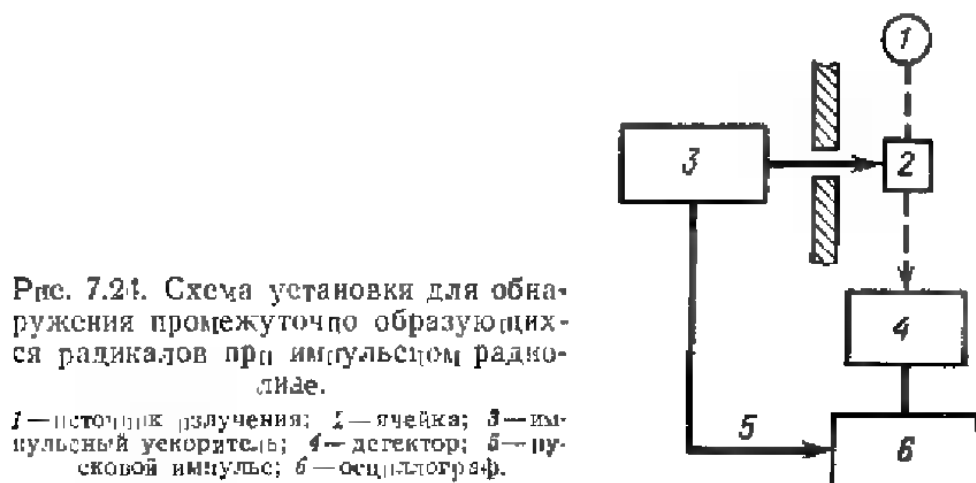 Рис. 7.24. Схема установки для обна-
ружения промежуточно образующих-
ся радикалов при импульсном радио-
лизе.
1—источник излучения; 2—ячейка; 3—им-
пульсный ускоритель; 4—детектор; 5—пу-
сковой импульс; 6—осциллограф.
1
2
3
4
5
6